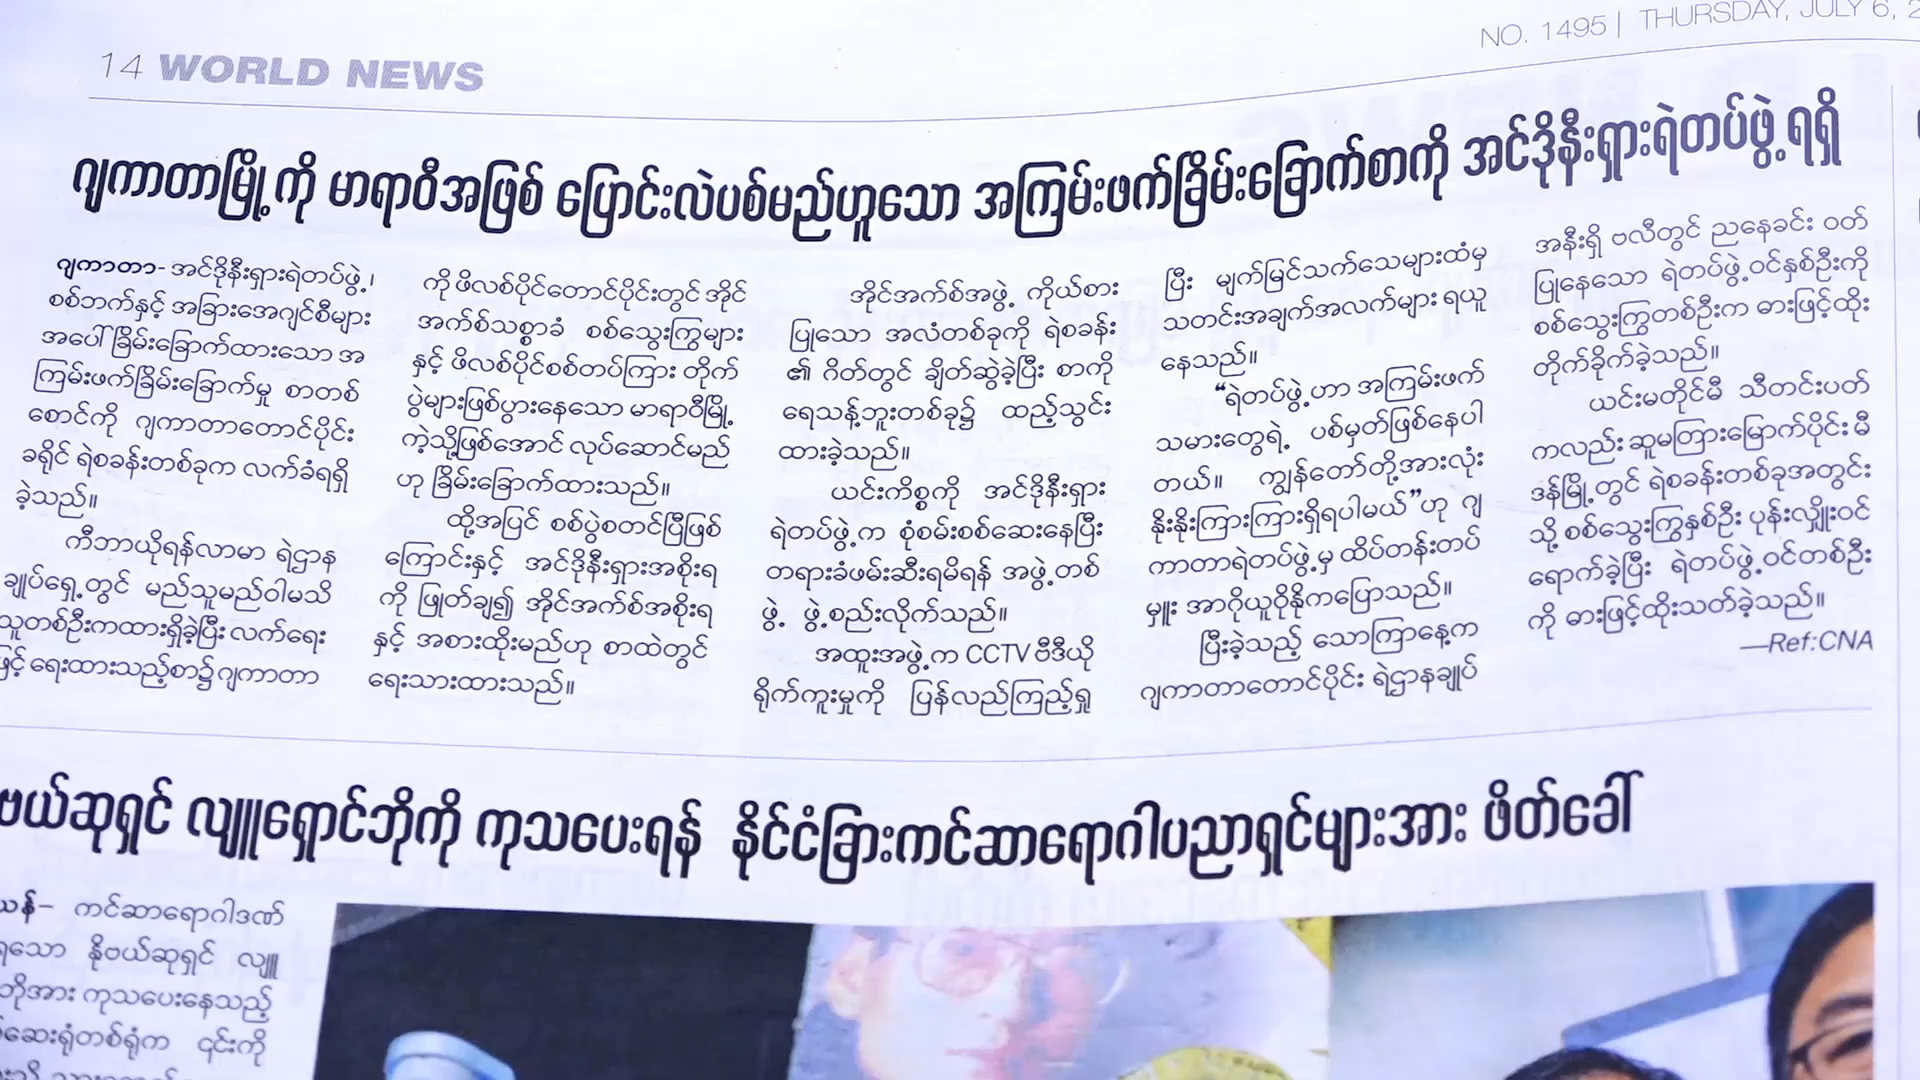 14 WORLD NEWS
NO. 1495 | THURSDAY, JULY 6,
ဂျကာတာမြို့ကို မာရာဝီအဖြစ် ပြောင်းလဲပစ်မည်ဟူသော အကြမ်းဖက်ခြိမ်းခြောက်စာကို အင်ဒိုနီးရှားရဲတပ်ဖွဲ့ ရရှိ
ဂျကာတာ- အင်ဒိုနီးရှားရဲတပ်ဖွဲ့၊
စစ်ဘက်နှင့် အခြားအေဂျင်စီများ
အပေါ် ခြိမ်းခြောက်ထားသော အ
ကြမ်းဖက်ခြိမ်းခြောက်မှု စာတစ်
စောင်ကို ဂျကာတာတောင်ပိုင်း
ခရိုင် ရဲစခန်းတစ်ခုက လက်ခံရရှိ
ခဲ့သည်။
ကီဘာယိုရန်လာမာ ရဲဌာန
ချုပ်ရှေ့တွင် မည်သူမည်ဝါမသိ
သူတစ်ဦးကထားရှိခဲ့ပြီး လက်ရေး
ဖြင့် ရေးထားသည့်စာ၌ ဂျကာတာ
ကို ဖိလစ်ပိုင်တောင်ပိုင်းတွင် အိုင်
အက်စ်သစ္စာခံ စစ်သွေးကြွများ
နှင့် ဖိလစ်ပိုင်စစ်တပ်ကြား တိုက်
ပွဲများဖြစ်ပွားနေသော မာရာဝီမြို့
ကဲ့သို့ဖြစ်အောင် လုပ်ဆောင်မည်
ဟု ခြိမ်းခြောက်ထားသည်။
ထို့အပြင် စစ်ပွဲစတင်ပြီဖြစ်
ကြောင်းနှင့် အင်ဒိုနီးရှားအစိုးရ
ကို ဖြုတ်ချ၍ အိုင်အက်စ်အစိုးရ
နှင့် အစားထိုးမည်ဟု စာထဲတွင်
ရေးသားထားသည်။
အိုင်အက်စ်အဖွဲ့ ကိုယ်စား
ပြုသော အလံတစ်ခုကို ရဲစခန်း
၏ ဂိတ်တွင် ချိတ်ဆွဲခဲ့ပြီး စာကို
ရေသန့်ဘူးတစ်ခု၌ ထည့်သွင်း
ထားခဲ့သည်။
ယင်းကိစ္စကို အင်ဒိုနီးရှား
ရဲတပ်ဖွဲ့က စုံစမ်းစစ်ဆေးနေပြီး
တရားခံဖမ်းဆီးရမိရန် အဖွဲ့တစ်
ဖွဲ့ ဖွဲ့စည်းလိုက်သည်။
အထူးအဖွဲ့က CCTV ဗီဒီယို
ရိုက်ကူးမှုကို ပြန်လည်ကြည့်ရှု
ပြီး မျက်မြင်သက်သေများထံမှ
သတင်းအချက်အလက်များ ရယူ
နေသည်။
“ရဲတပ်ဖွဲ့ဟာ အကြမ်းဖက်
သမားတွေရဲ့ ပစ်မှတ်ဖြစ်နေပါ
တယ်။ ကျွန်တော်တို့အားလုံး
နိုးနိုးကြားကြားရှိရပါမယ်”ဟု ဂျ
ကာတာရဲတပ်ဖွဲ့မှ ထိပ်တန်းတပ်
မှူး အာဂိုယူဝိုနိုကပြောသည်။
ပြီးခဲ့သည့် သောကြာနေ့က
ဂျကာတာတောင်ပိုင်း ရဲဌာနချုပ်
အနီးရှိ ဗလီတွင် ညနေခင်း ဝတ်
ပြုနေသော ရဲတပ်ဖွဲ့ဝင်နှစ်ဦးကို
စစ်သွေးကြွတစ်ဦးက ဓားဖြင့်ထိုး
တိုက်ခိုက်ခဲ့သည်။
ယင်းမတိုင်မီ သီတင်းပတ်
ကလည်း ဆူမတြားမြောက်ပိုင်း မီ
ဒန်မြို့တွင် ရဲစခန်းတစ်ခုအတွင်း
သို့ စစ်သွေးကြွနှစ်ဦး ပုန်းလျှိုးဝင်
ရောက်ခဲ့ပြီး ရဲတပ်ဖွဲ့ဝင်တစ်ဦး
ကို ဓားဖြင့်ထိုးသတ်ခဲ့သည်။
—Ref:CNA
ဗယ်ဆုရှင် လျူရှောင်ဘိုကို ကုသပေးရန် နိုင်ငံခြားကင်ဆာရောဂါပညာရှင်များအား ဖိတ်ခေါ်
ယန်– ကင်ဆာရောဂါဒဏ်
ရသော နိုဗယ်ဆုရှင် လျူ
ဘိုအား ကုသပေးနေသည့်
ဆေးရုံတစ်ရုံက ၎င်းကို